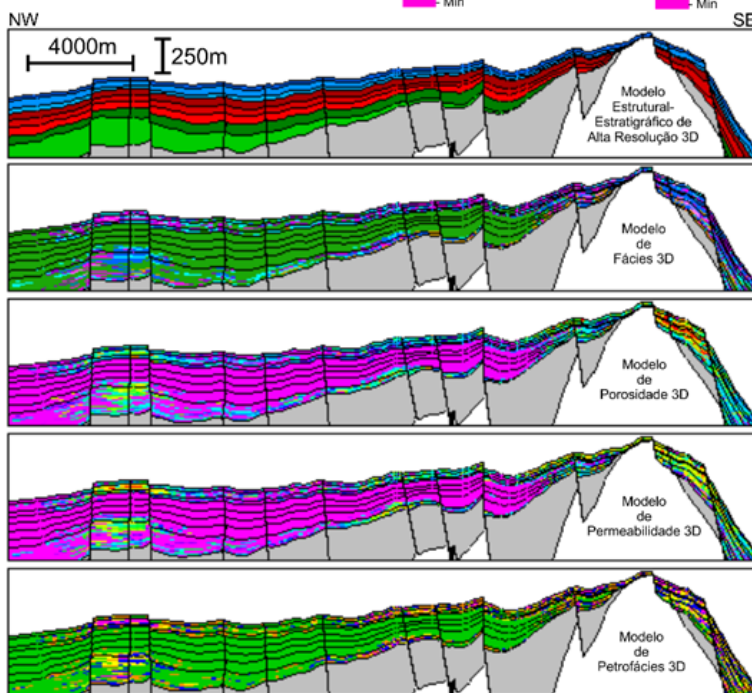 - Min
- Min
NW
SE
4000m
250m
Modelo
Estrutural-
Estratigráfico de
Alta Resolução 3D
Modelo
de
Fácies 3D
Modelo
de
Porosidade 3D
Modelo
de
Permeabilidade 3D
Modelo
de
Petrofácies 3D